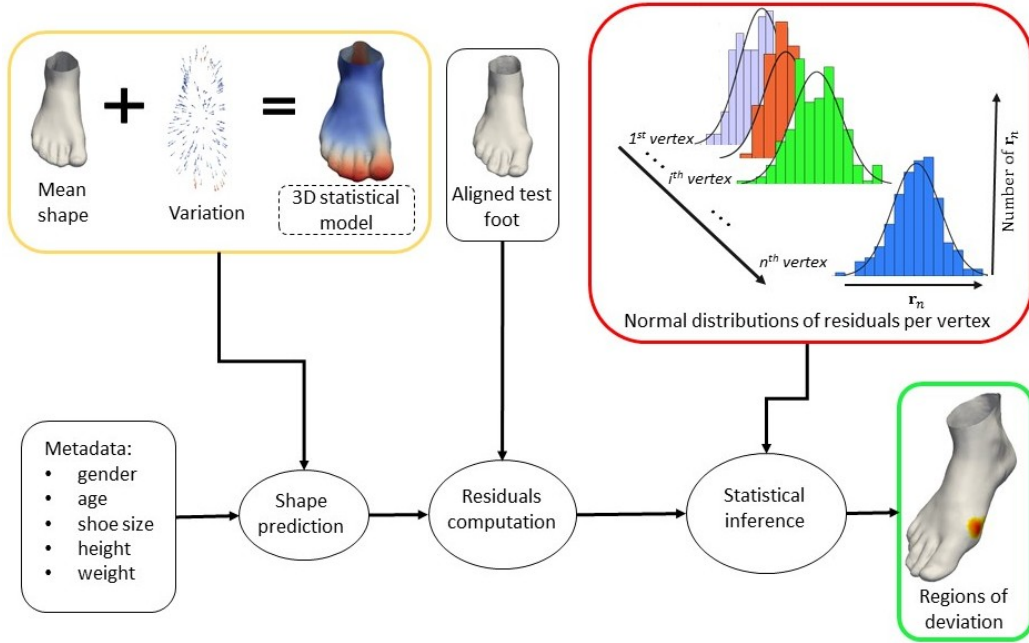 Mean
shape
Variation
3D statistical
model
Aligned test
foot
1st vertex
ith vertex
nth vertex
Number of rn
rn
Normal distributions of residuals per vertex
Metadata:
• gender
• age
• shoe size
• height
• weight
Shape
prediction
Residuals
computation
Statistical
inference
Regions of
deviation